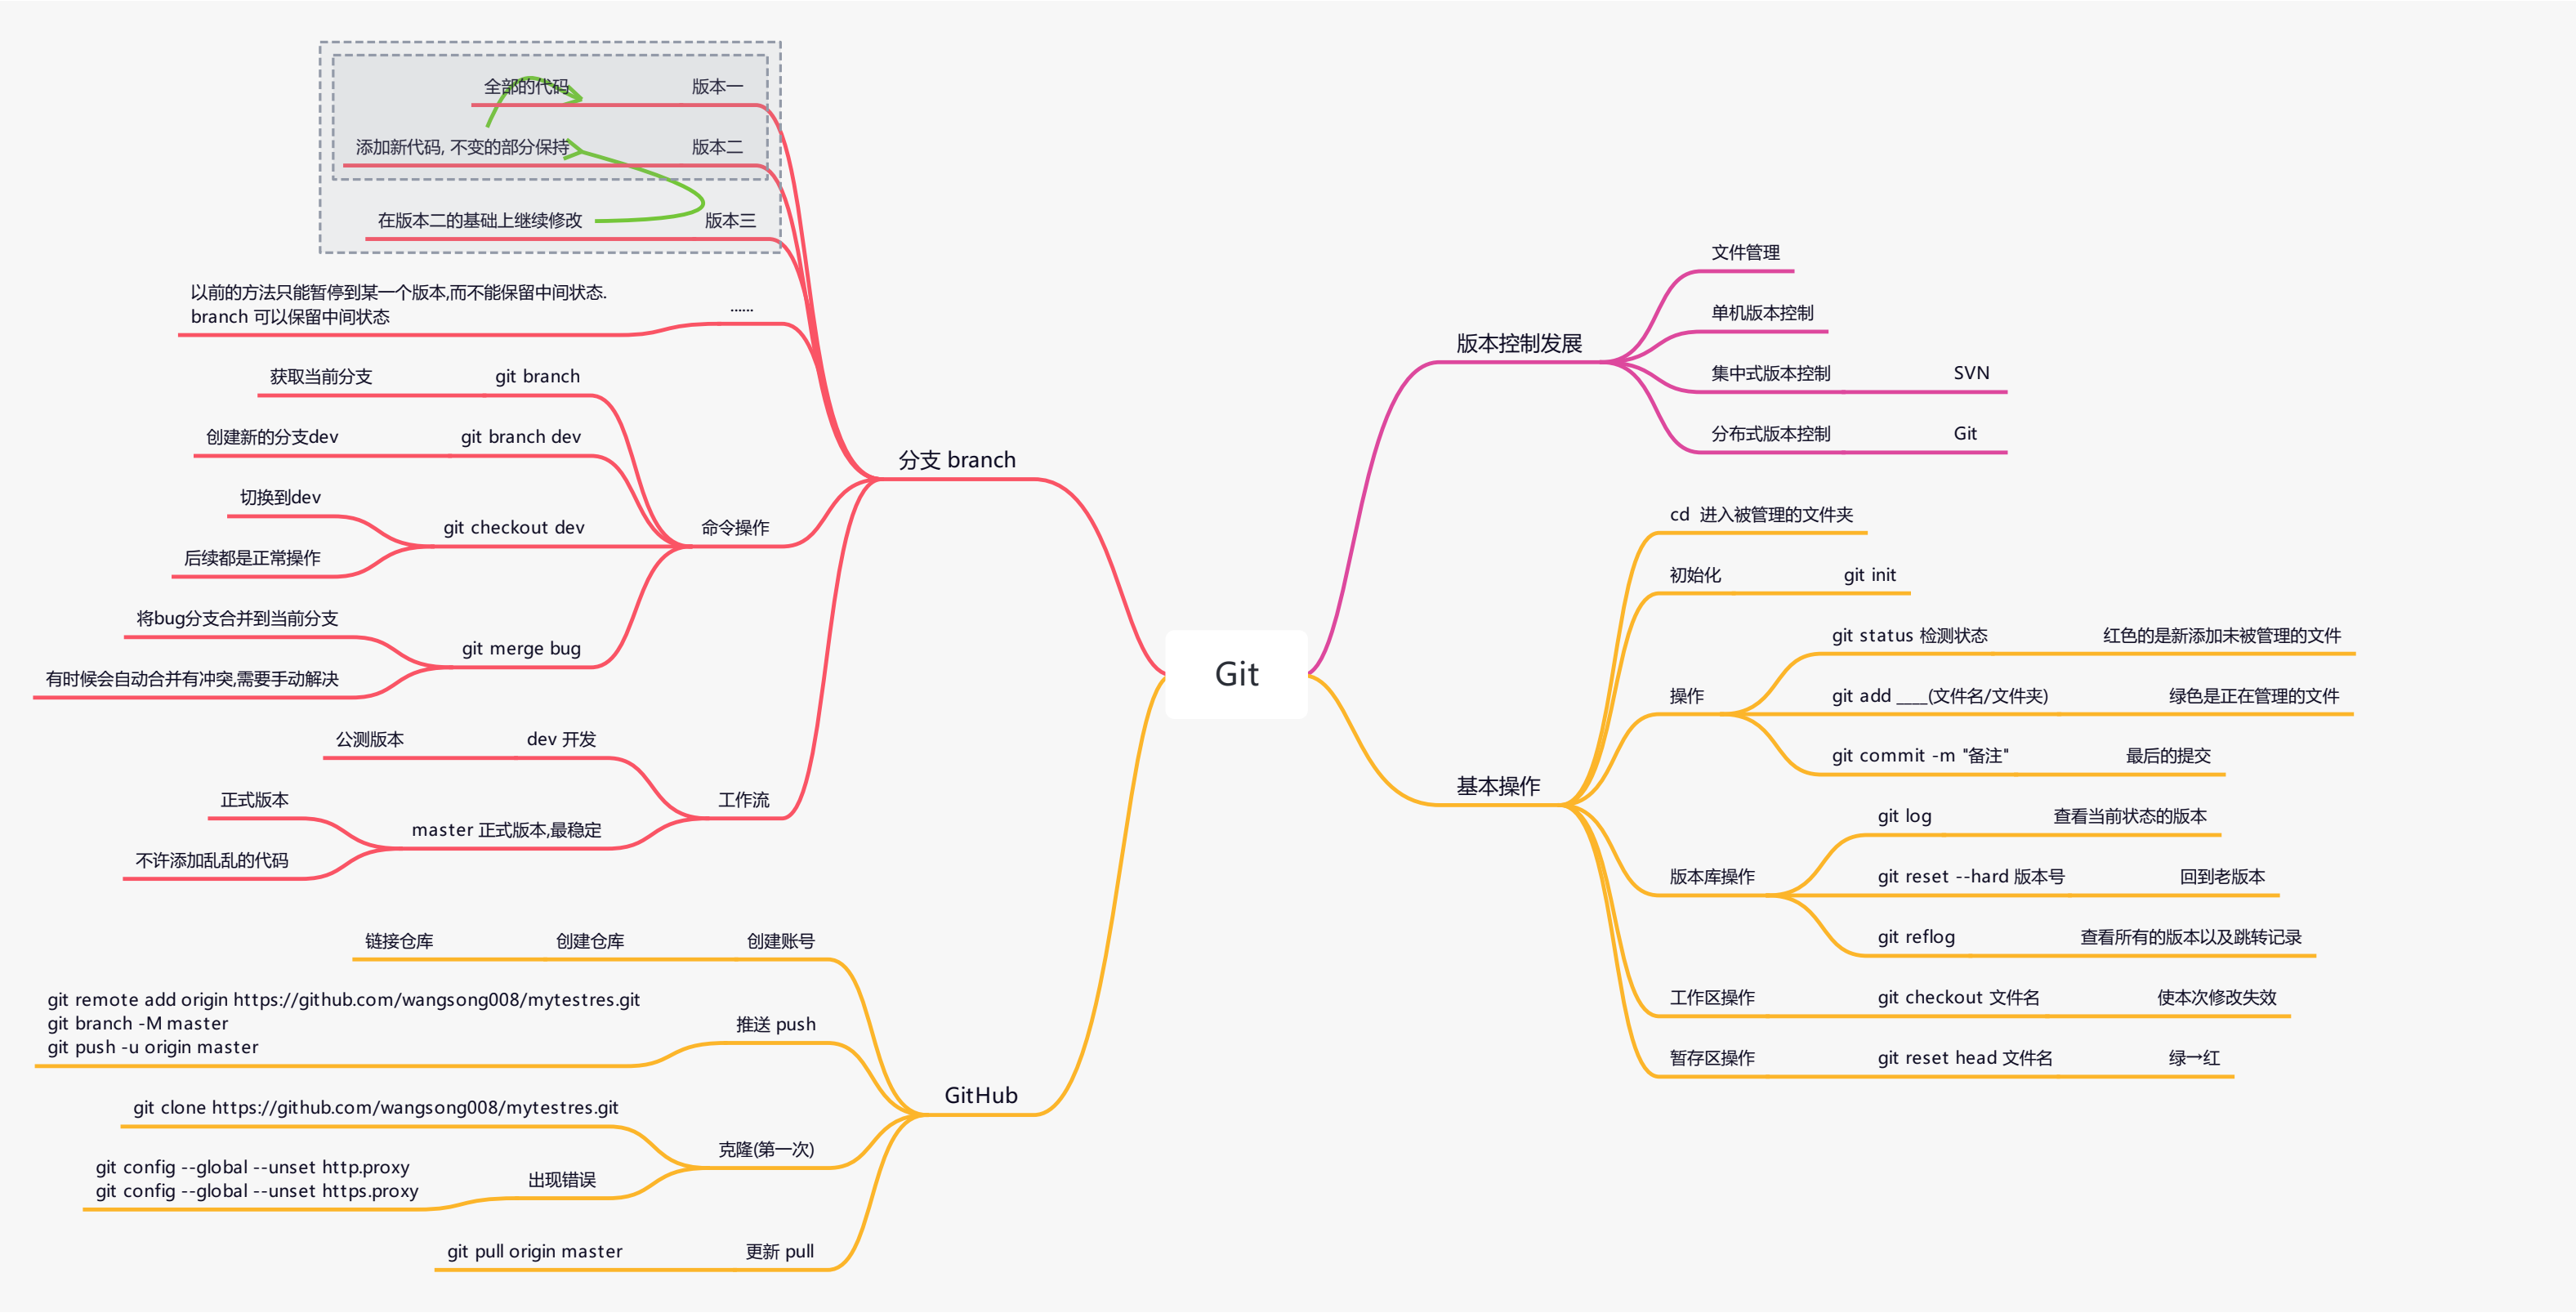 Git
版本控制发展
文件管理
单机版本控制
集中式版本控制
SVN
分布式版本控制
Git
基本操作
cd 进入被管理的文件夹
初始化
git init
操作
git status 检测状态
红色的是新添加未被管理的文件
git add ____(文件名/文件夹)
绿色是正在管理的文件
git commit -m "备注"
最后的提交
版本库操作
git log
查看当前状态的版本
git reset --hard 版本号
回到老版本
git reflog
查看所有的版本以及跳转记录
工作区操作
git checkout 文件名
使本次修改失效
暂存区操作
git reset head 文件名
绿→红
分支 branch
版本一
全部的代码
版本二
添加新代码, 不变的部分保持
版本三
在版本二的基础上继续修改
......
以前的方法只能暂停到某一个版本,而不能保留中间状态.
branch 可以保留中间状态
命令操作
git branch
获取当前分支
git branch dev
创建新的分支dev
git checkout dev
切换到dev
后续都是正常操作
git merge bug
将bug分支合并到当前分支
有时候会自动合并有冲突,需要手动解决
工作流
dev 开发
公测版本
master 正式版本,最稳定
正式版本
不许添加乱乱的代码
GitHub
创建账号
创建仓库
链接仓库
推送 push
git remote add origin https://github.com/wangsong008/mytestres.git
git branch -M master
git push -u origin master
克隆(第一次)
git clone https://github.com/wangsong008/mytestres.git
出现错误
git config --global --unset http.proxy
git config --global --unset https.proxy
更新 pull
git pull origin master